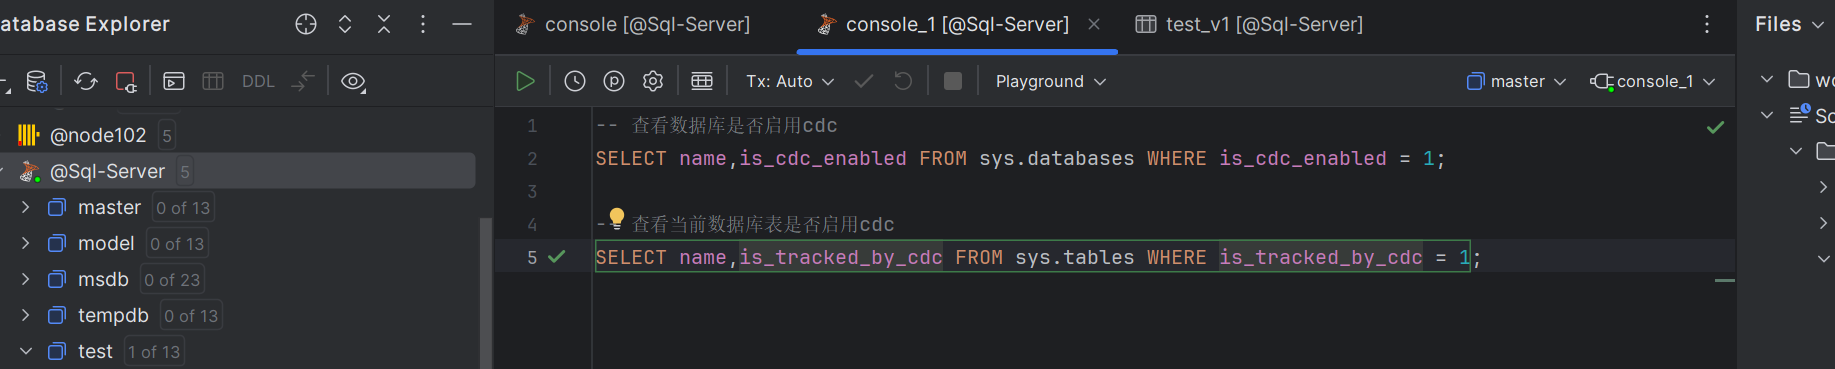 atabase Explorer
console [@Sql-Server]
console_1 [@Sql-Server]
test_v1 [@Sql-Server]
Files
DDL
Tx: Auto
Playground
master
console_1
@node102 5
@Sql-Server 5
master 0 of 13
model 0 of 13
msdb 0 of 23
tempdb 0 of 13
test 1 of 13
1 -- 查看数据库是否启用cdc
2 SELECT name,is_cdc_enabled FROM sys.databases WHERE is_cdc_enabled = 1;
3
4 -- 查看当前数据库表是否启用cdc
5 SELECT name,is_tracked_by_cdc FROM sys.tables WHERE is_tracked_by_cdc = 1;